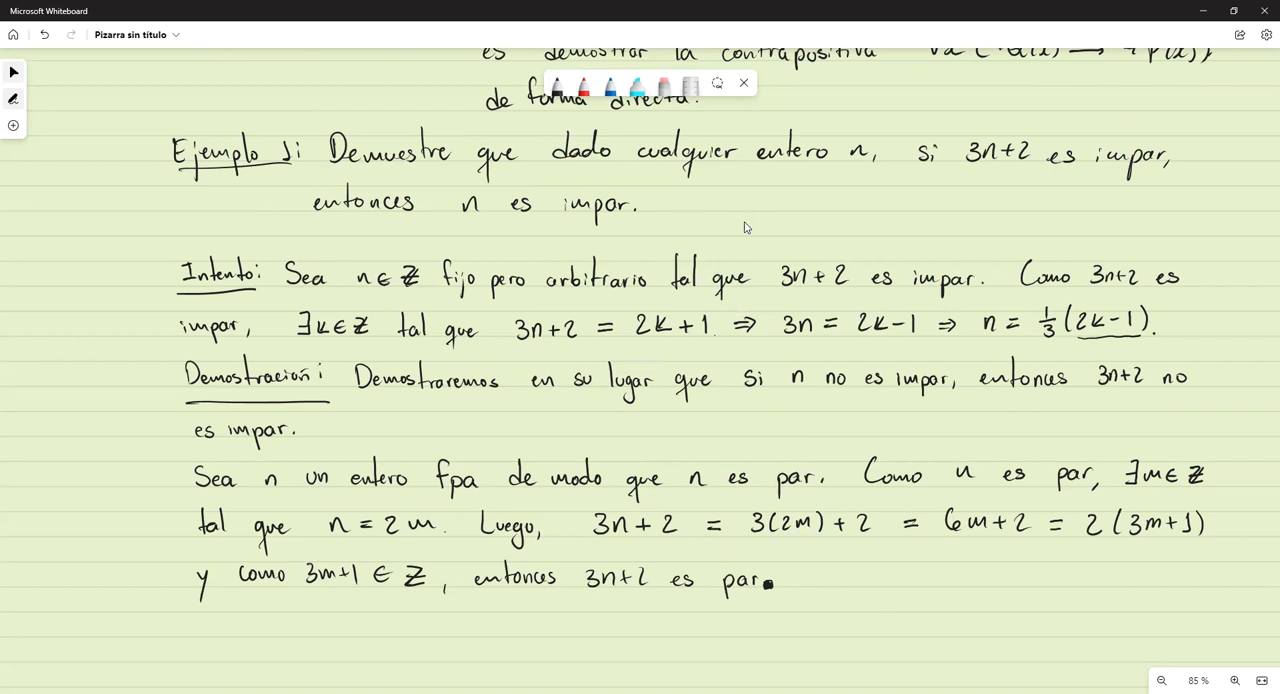 Microsoft Whiteboard
Pizarra sin título
es demostrar la contrapositiva ∀x (¬q(x) → ¬p(x))
de forma directa.
Ejemplo 1: Demuestre que dado cualquier entero n, si 3n+2 es impar,
entonces n es impar.
Intento: Sea n∈ℤ fijo pero arbitrario tal que 3n+2 es impar. Como 3n+2 es
impar, ∃k∈ℤ tal que 3n+2 = 2k+1 ⇒ 3n = 2k-1 ⇒ n = 1/3 (2k-1).
Demostración: Demostraremos en su lugar que si n no es impar, entonces 3n+2 no
es impar.
Sea n un entero fpa de modo que n es par. Como n es par, ∃m∈ℤ
tal que n = 2m. Luego, 3n+2 = 3(2m)+2 = 6m+2 = 2(3m+1)
y como 3m+1 ∈ ℤ, entonces 3n+2 es par.
85 %